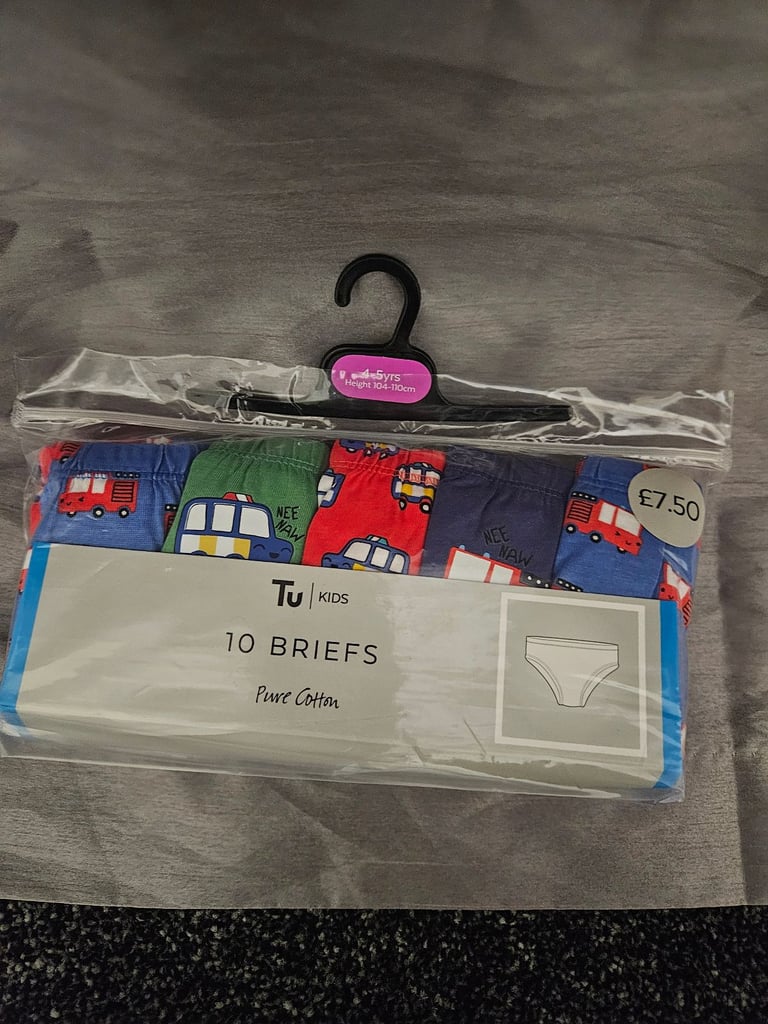 4-5yrs
Height 104-110cm
£7.50
NEE
NAW
NEE
NAW
Tu | KIDS
10 BRIEFS
Pure Cotton